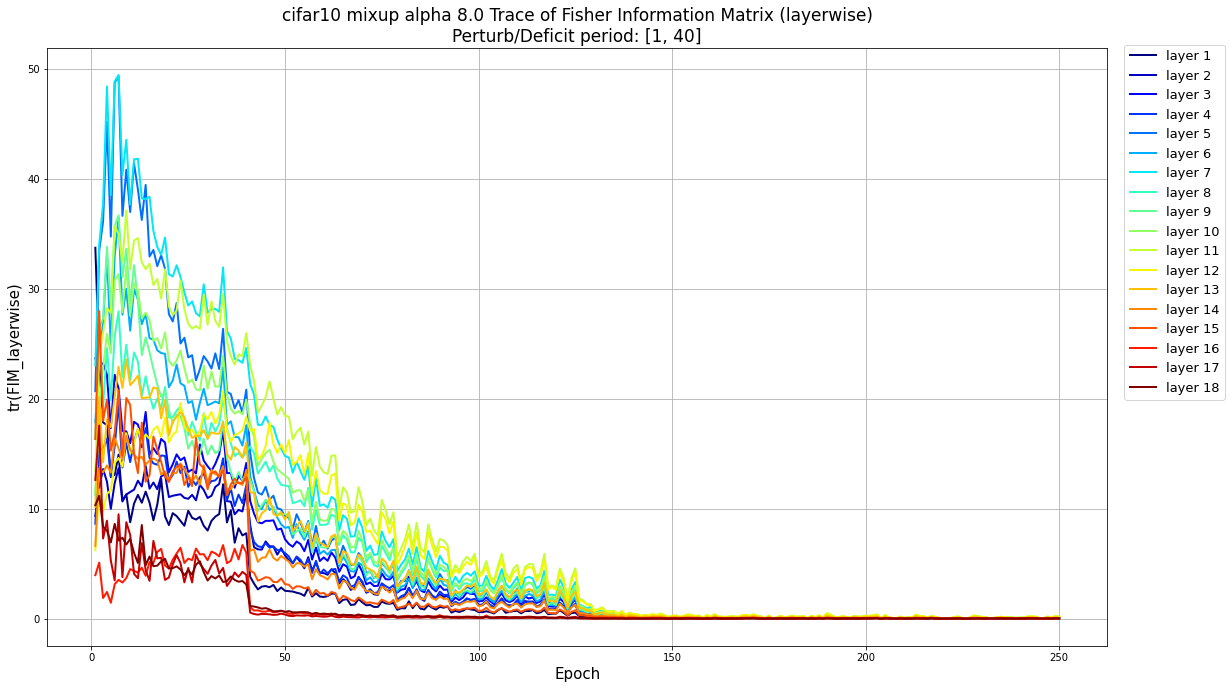 cifar10 mixup alpha 8.0 Trace of Fisher Information Matrix (layerwise)
Perturb/Deficit period: [1, 40]
tr(FIM_layerwise)
50
40
30
20
10
0
0
50
100
150
200
250
Epoch
layer 1
layer 2
layer 3
layer 4
layer 5
layer 6
layer 7
layer 8
layer 9
layer 10
layer 11
layer 12
layer 13
layer 14
layer 15
layer 16
layer 17
layer 18